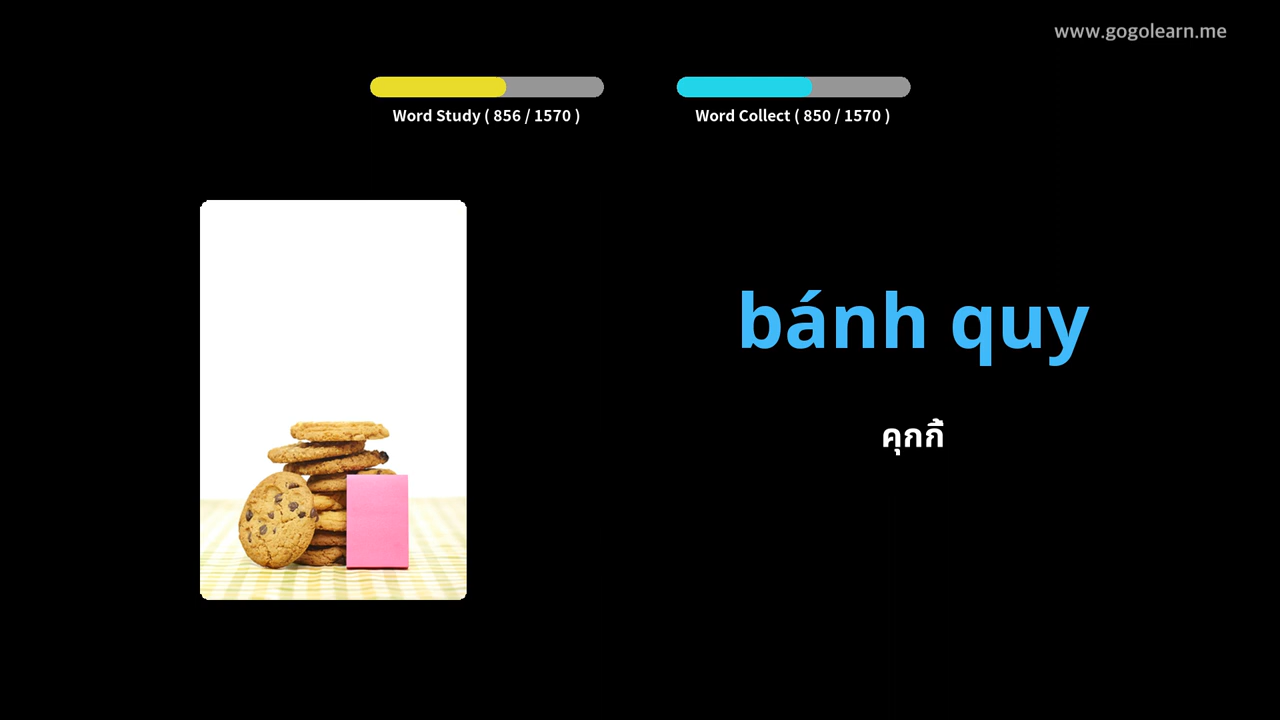 www.gogolearn.me
Word Study ( 856 / 1570 )
Word Collect ( 850 / 1570 )
bánh quy
คุกกี้